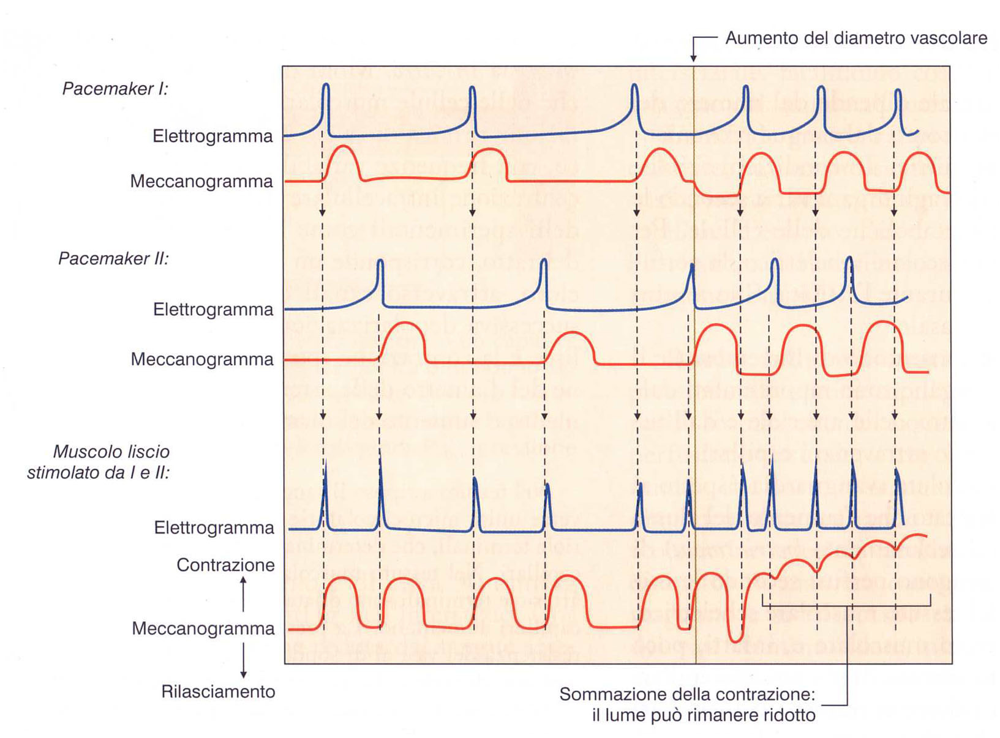 Aumento del diametro vascolare
Pacemaker I:
Elettrogramma
Meccanogramma
Pacemaker II:
Elettrogramma
Meccanogramma
Muscolo liscio
stimolato da I e II:
Elettrogramma
Contrazione
Meccanogramma
Rilasciamento
Sommazione della contrazione:
il lume può rimanere ridotto